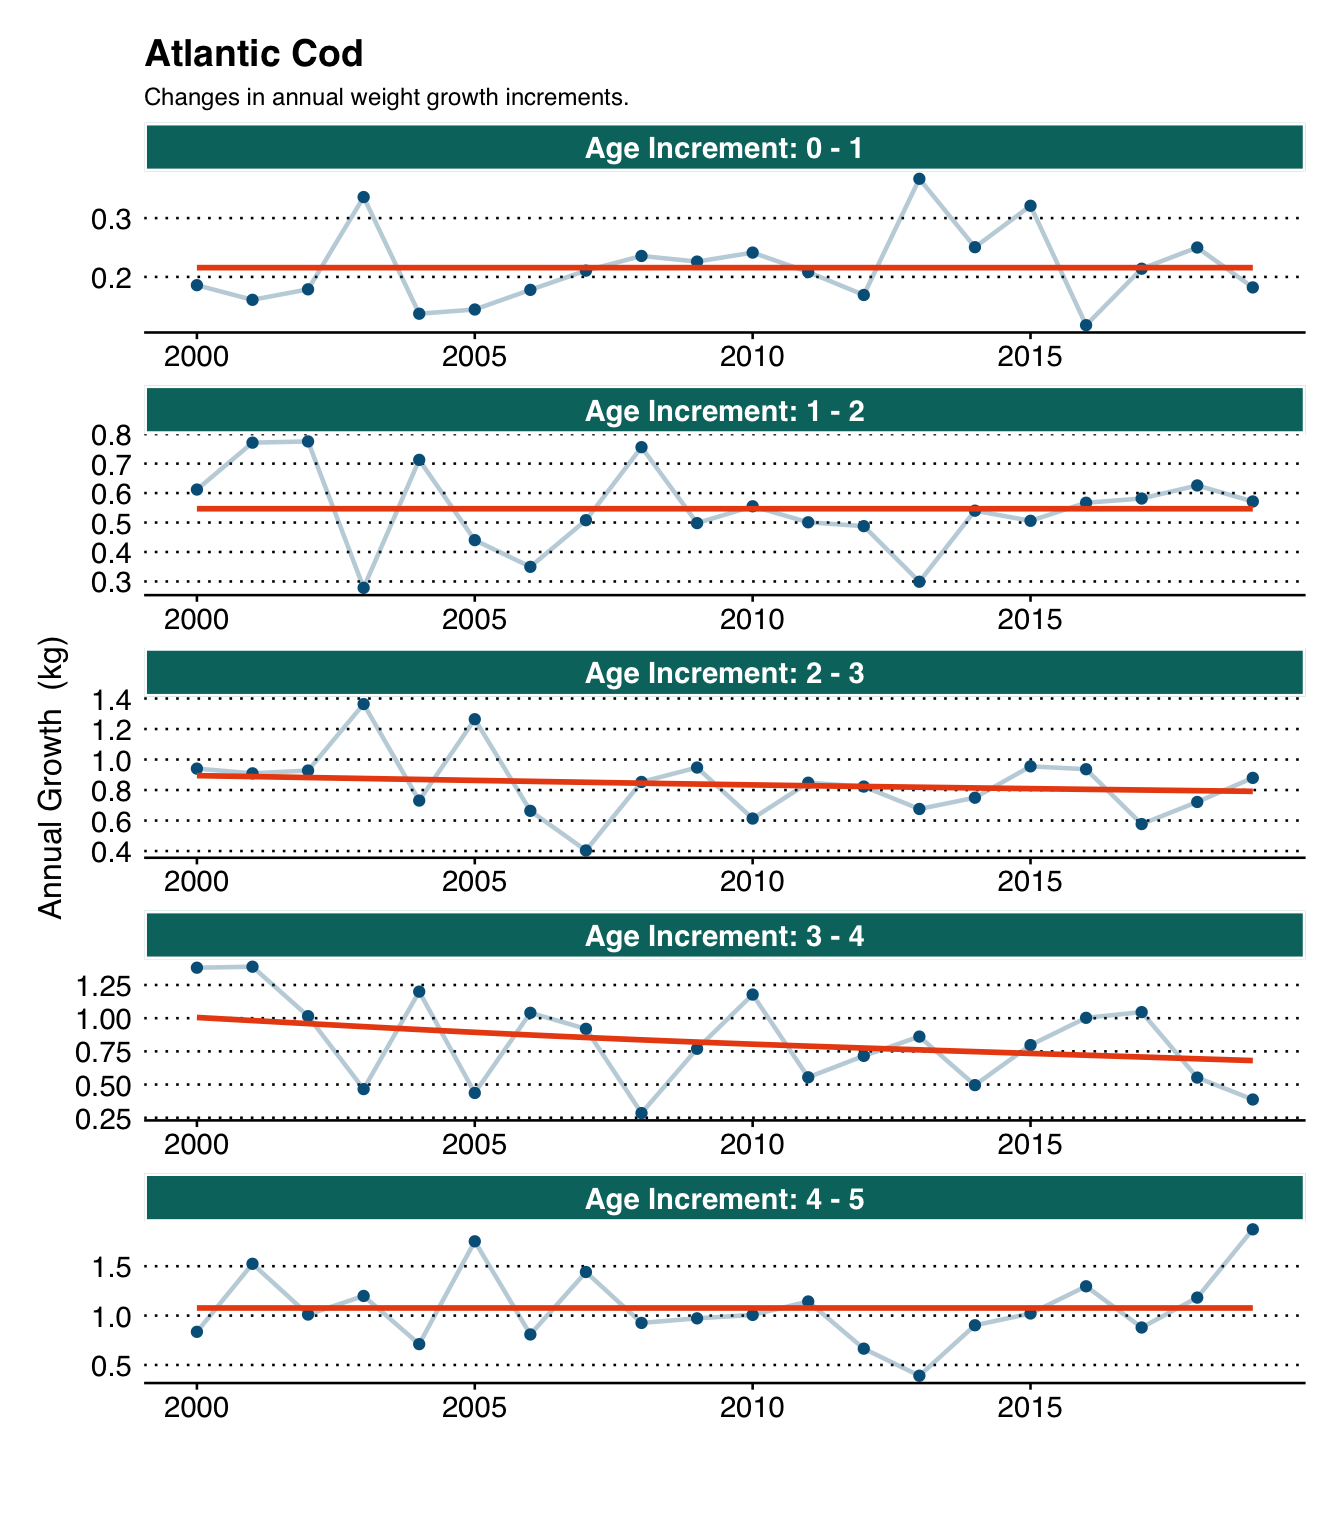 Atlantic Cod
Changes in annual weight growth increments.
Annual Growth  (kg)
Age Increment: 0 - 1
0.3
0.2
2000 2005 2010 2015
Age Increment: 1 - 2
0.8
0.7
0.6
0.5
0.4
0.3
2000 2005 2010 2015
Age Increment: 2 - 3
1.4
1.2
1.0
0.8
0.6
0.4
2000 2005 2010 2015
Age Increment: 3 - 4
1.25
1.00
0.75
0.50
0.25
2000 2005 2010 2015
Age Increment: 4 - 5
1.5
1.0
0.5
2000 2005 2010 2015